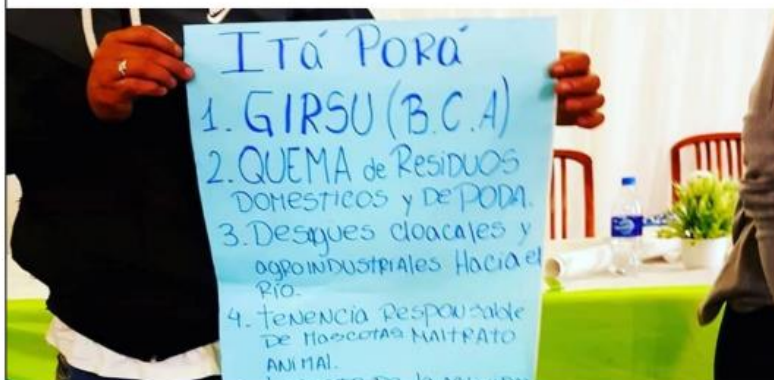 ITá PORá
1. GIRSU (B.C.A)
2. QUEMA de RESIDUOS
DOMESTICOS y DE PODA.
3. Desagues cloacales y
agroindustriales Hacia el
RÍO.
4. tenencia Responsable
De Mascotas MALTRATO
ANIMAL.